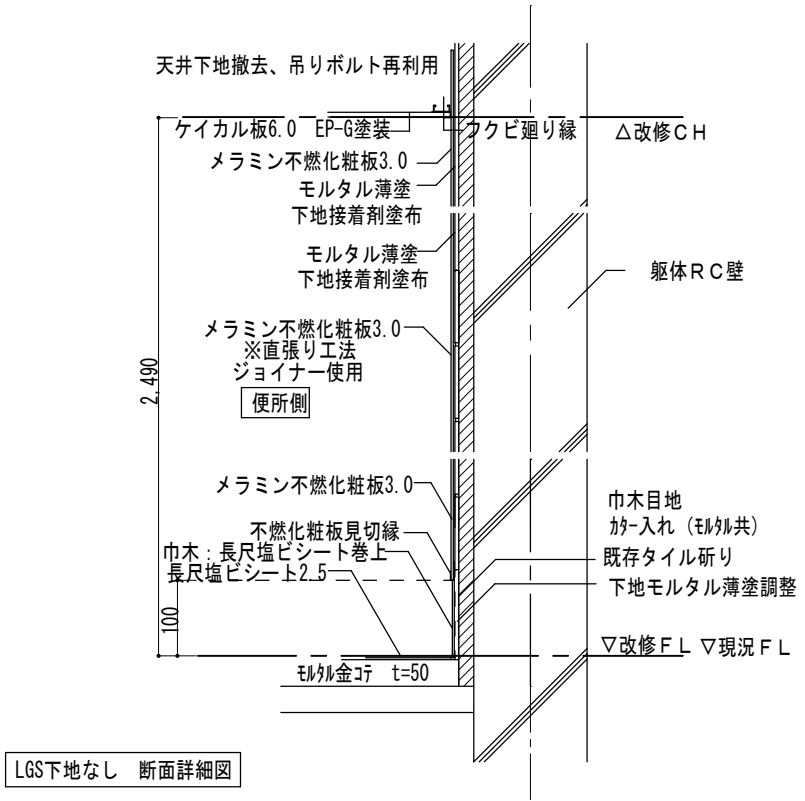 天井下地撤去、吊りボルト再利用
ケイカル板6.0 EP-G塗装
フクビ廻り縁
△改修ＣＨ
メラミン不燃化粧板3.0
モルタル薄塗
下地接着剤塗布
モルタル薄塗
下地接着剤塗布
躯体ＲＣ壁
メラミン不燃化粧板3.0
※直張り工法
ジョイナー使用
2,490
便所側
メラミン不燃化粧板3.0
巾木目地
ｶﾀｰ入れ（ﾓﾙﾀﾙ共）
不燃化粧板見切縁
巾木：長尺塩ビシート巻上
既存タイル斫り
長尺塩ビシート2.5
下地モルタル薄塗調整
100
▽改修ＦＬ ▽現況ＦＬ
ﾓﾙﾀﾙ金ｺﾃ t=50
LGS下地なし 断面詳細図